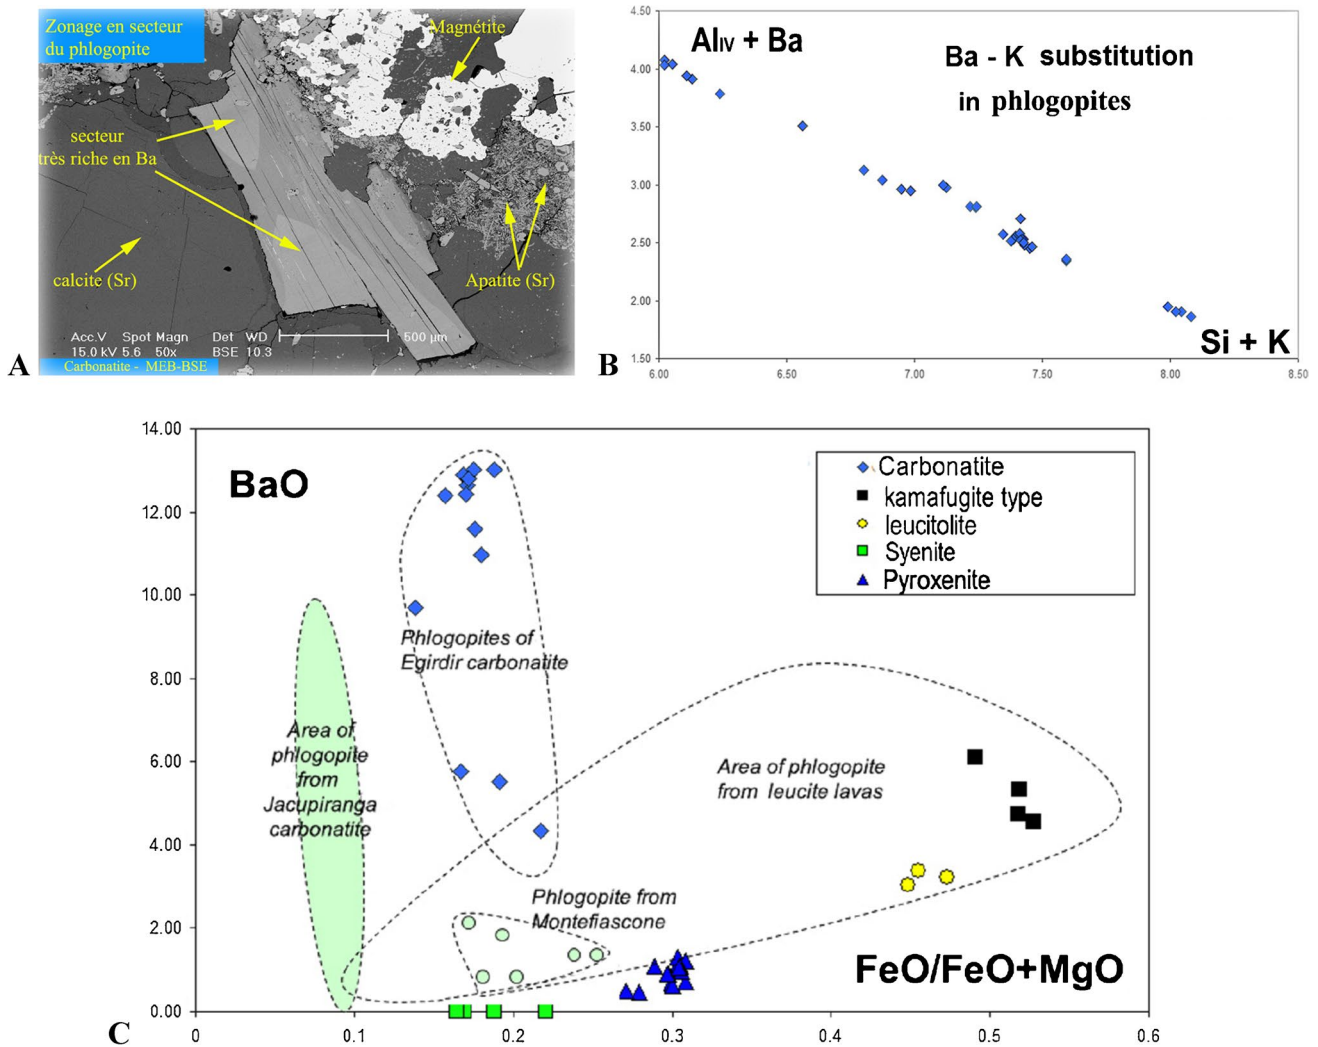 Zonage en secteur
du phlogopite
Magnétite
secteur
très riche en Ba
calcite (Sr)
Apatite (Sr)
Acc.V Spot Magn Det WD 500 µm
15.0 kV 5.6 50x BSE 10.3
Carbonatite - MEB-BSE
A
4.50
4.00
3.50
3.00
2.50
2.00
1.50
AlIV + Ba
Ba - K substitution
in phlogopites
Si + K
6.00 6.50 7.00 7.50 8.00 8.50
B
14.00
12.00
10.00
8.00
6.00
4.00
2.00
0.00
BaO
Carbonatite
kamafugite type
leucitolite
Syenite
Pyroxenite
Phlogopites of
Egirdir carbonatite
Area of
phlogopite
from
Jacupiranga
carbonatite
Area of phlogopite
from leucite lavas
Phlogopite from
Montefiascone
FeO/FeO+MgO
0 0.1 0.2 0.3 0.4 0.5 0.6
C